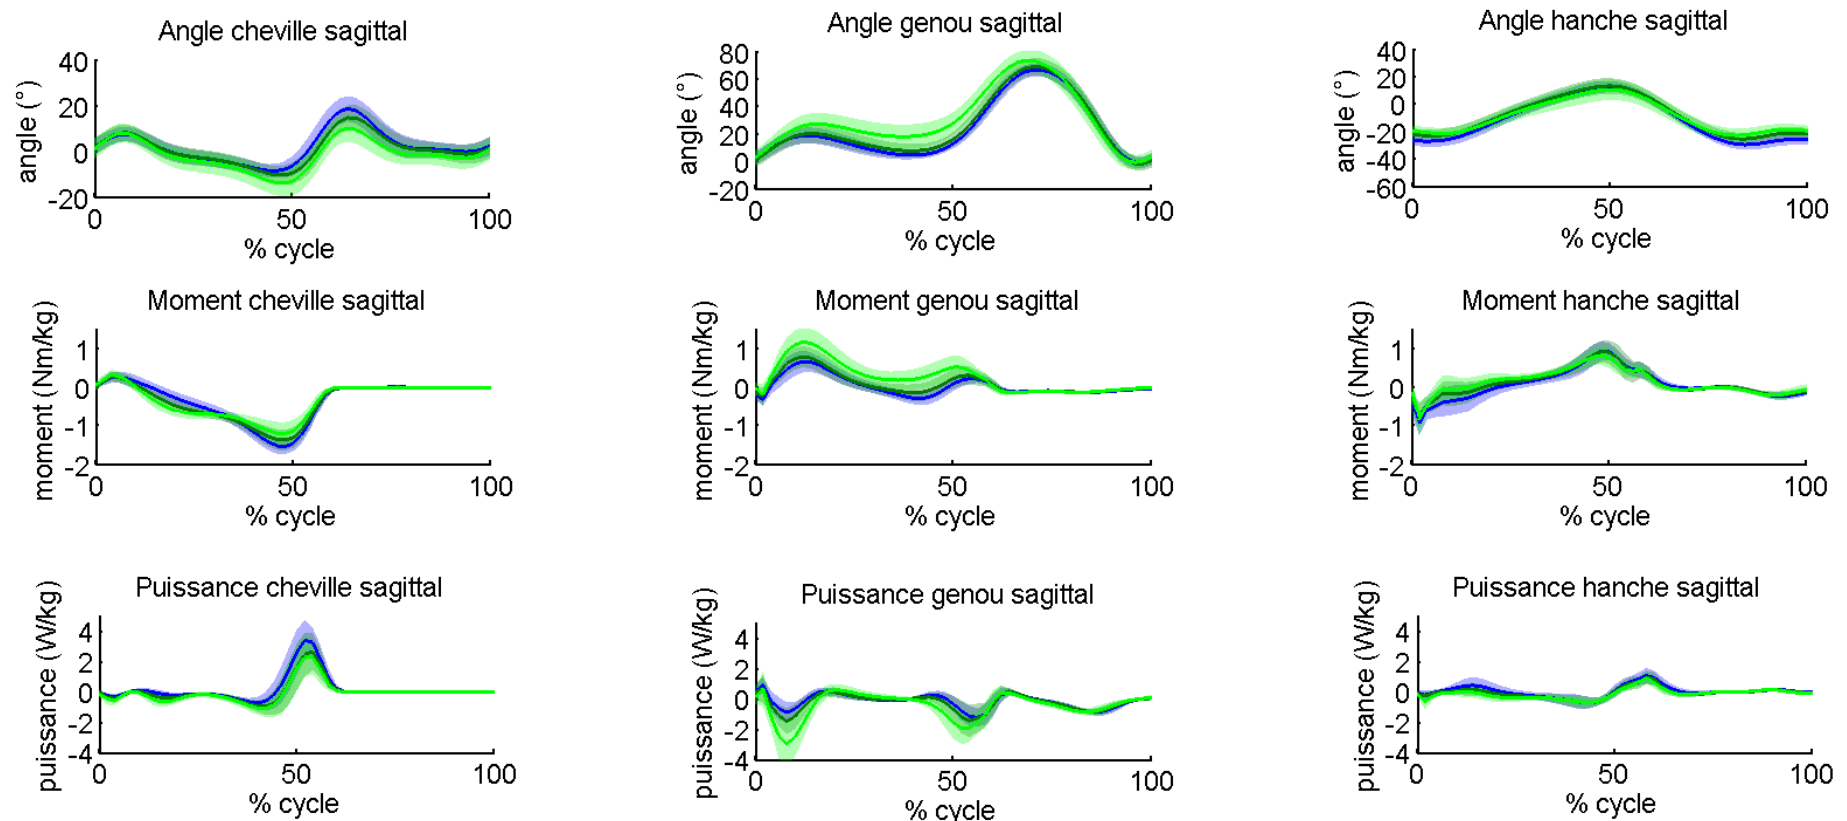 Angle cheville sagittal
angle (°)
40
20
0
-20
0
50
100
% cycle
Angle genou sagittal
angle (°)
80
60
40
20
0
-20
0
50
100
% cycle
Angle hanche sagittal
angle (°)
40
20
0
-20
-40
-60
0
50
100
% cycle
Moment cheville sagittal
moment (Nm/kg)
1
0
-1
-2
0
50
100
% cycle
Moment genou sagittal
moment (Nm/kg)
1
0
-1
-2
0
50
100
% cycle
Moment hanche sagittal
moment (Nm/kg)
1
0
-1
-2
0
50
100
% cycle
Puissance cheville sagittal
puissance (W/kg)
4
2
0
-2
-4
0
50
100
% cycle
Puissance genou sagittal
puissance (W/kg)
4
2
0
-2
-4
0
50
100
% cycle
Puissance hanche sagittal
puissance (W/kg)
4
2
0
-2
-4
0
50
100
% cycle